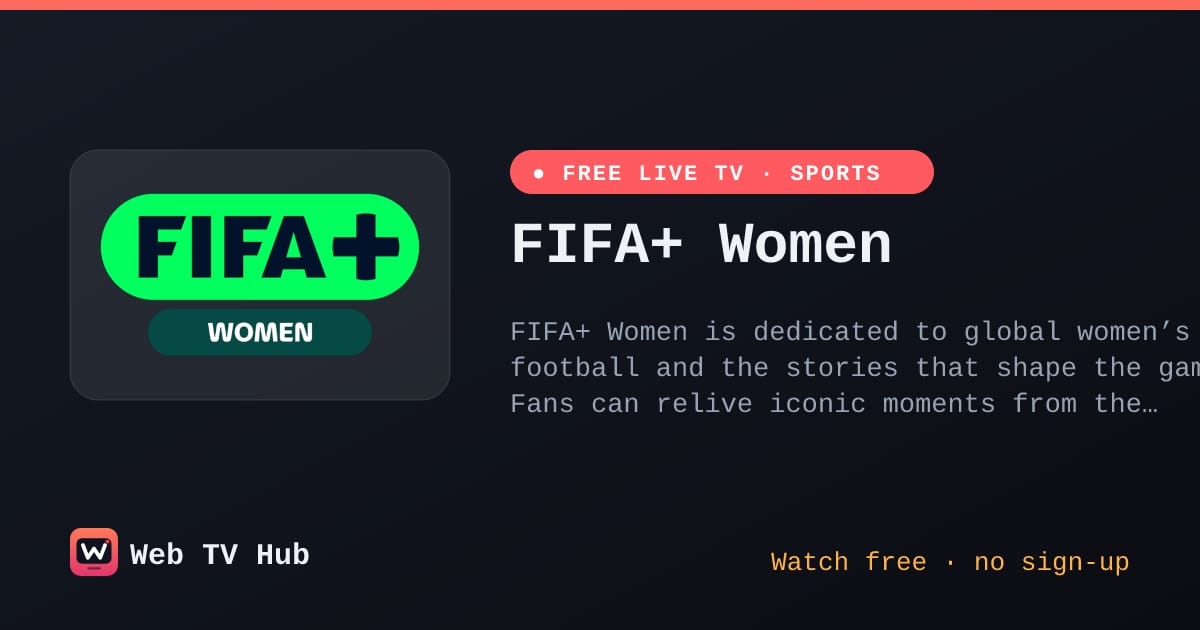 FIFA+
WOMEN
• FREE LIVE TV · SPORTS
FIFA+ Women
FIFA+ Women is dedicated to global women’s
football and the stories that shape the
Fans can relive iconic moments from the…
W
Web TV Hub
Watch free · no sign-up